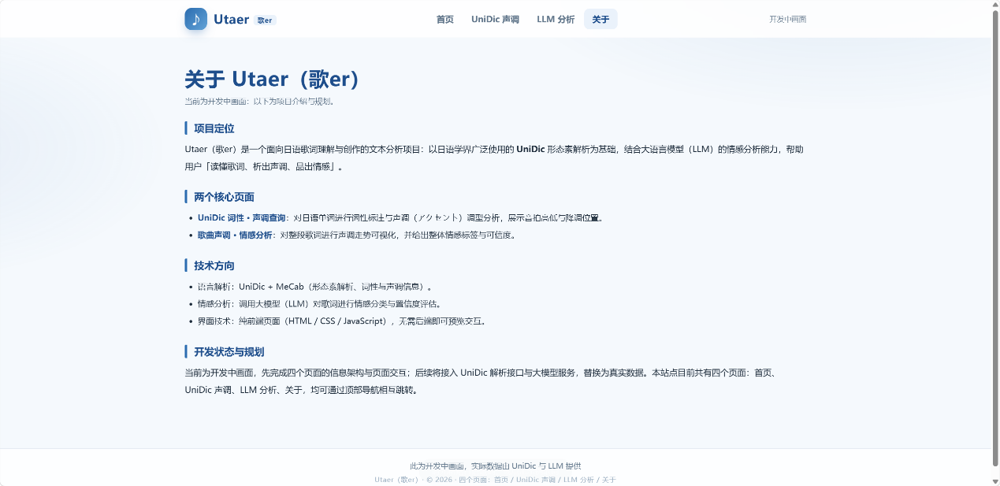 ♪ Utaer 歌er 首页 UniDic 声调 LLM 分析 关于 开发中画面
关于 Utaer（歌er）
当前为开发中画面：以下为项目介绍与规划。
项目定位
Utaer（歌er）是一个面向日语歌词理解与创作的文本分析项目：以日语学界广泛使用的 UniDic 形态素解析为基础，结合大语言模型（LLM）的情感分析能力，帮助
用户「读懂歌词、析出声调、品出情感」。
两个核心页面
• UniDic 词性・声调查询：对日语单词进行词性标注与声调（アクセント）调型分析，展示音拍高低与降调位置。
• 歌曲声调・情感分析：对整段歌词进行声调走势可视化，并给出整体情感标签与可信度。
技术方向
• 语言解析：UniDic + MeCab（形态素解析、词性与声调信息）。
• 情感分析：调用大模型（LLM）对歌词进行情感分类与置信度评估。
• 界面技术：纯前端页面（HTML / CSS / JavaScript），无需后端即可预览交互。
开发状态与规划
当前为开发中画面，先完成四个页面的信息架构与页面交互；后续将接入 UniDic 解析接口与大模型服务，替换为真实数据。本站点目前共有四个页面：首页、
UniDic 声调、LLM 分析、关于，均可通过顶部导航相互跳转。
此为开发中画面，实际数据由 UniDic 与 LLM 提供
Utaer（歌er）· © 2026 · 四个页面：首页 / UniDic 声调 / LLM 分析 / 关于